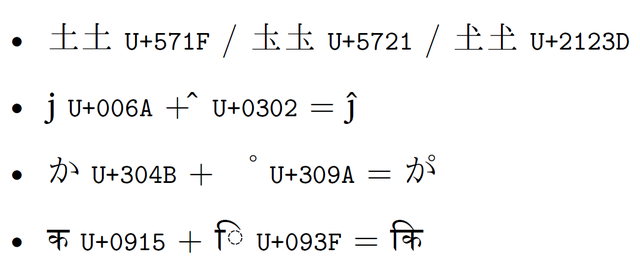 • 土土 U+571F / 圡圡 U+5721 / 𡈽𡈽 U+2123D
• j U+006A + ̂ U+0302 = ĵ
• か U+304B + ゜ U+309A = か゚
• क U+0915 + ि U+093F = कि